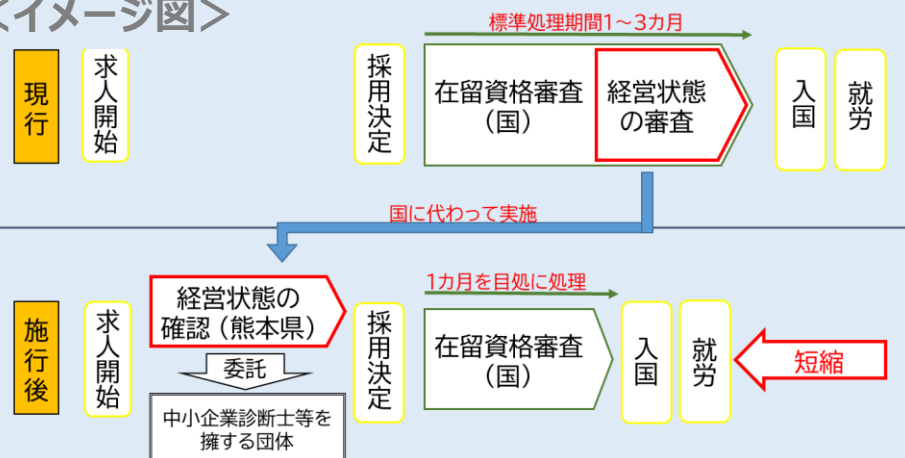 <イメージ図>
標準処理期間1～3カ月
現行
求人開始
採用決定
在留資格審査
（国）
経営状態
の審査
入国
就労
国に代わって実施
施行後
求人開始
経営状態の
確認（熊本県）
委託
中小企業診断士等を
擁する団体
採用決定
1カ月を目処に処理
在留資格審査
（国）
入国
就労
短縮